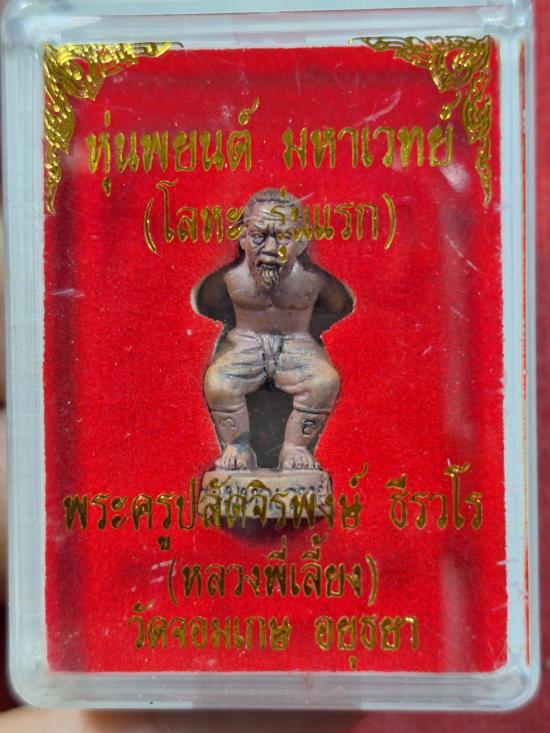 หุ่นพยนต์ มหาเวทย์
(โลหะ รุ่นแรก)
พระครูปลัดจิรพงษ์ ธีรวโร
(หลวงพี่เลี้ยง)
วัดจอมเกษ อยุธยา